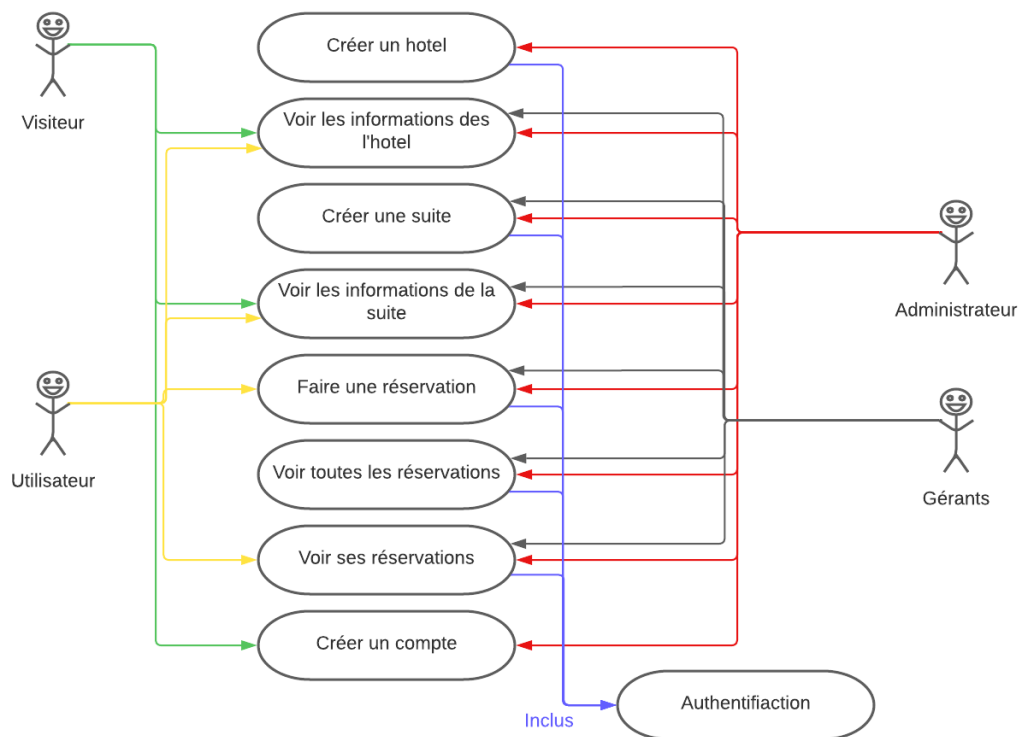 Créer un hotel
Visiteur
Voir les informations des
l'hotel
Créer une suite
Voir les informations de la
suite
Administrateur
Faire une réservation
Utilisateur
Voir toutes les réservations
Gérants
Voir ses réservations
Créer un compte
Authentifiaction
Inclus